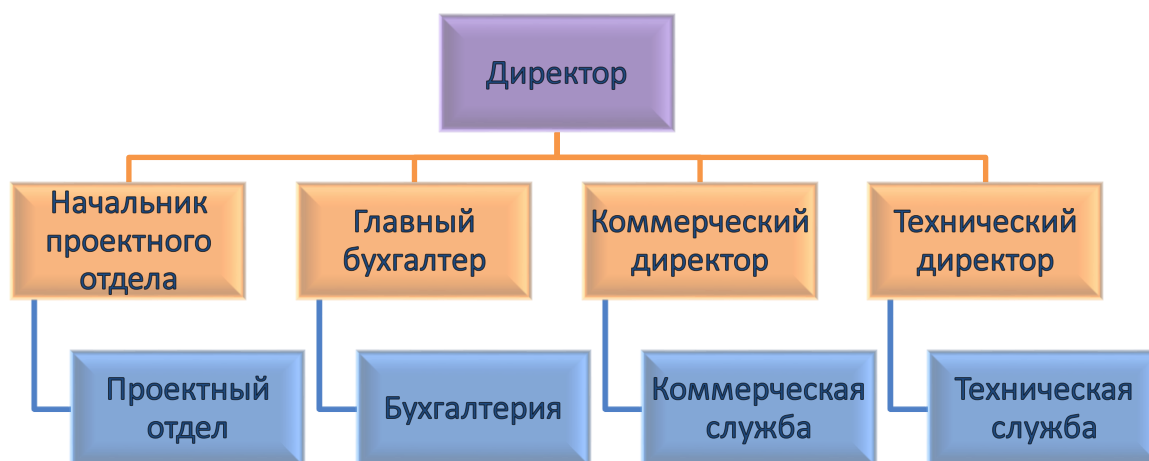 Директор
Начальник
проектного
отдела
Главный
бухгалтер
Коммерческий
директор
Технический
директор
Проектный
отдел
Бухгалтерия
Коммерческая
служба
Техническая
служба